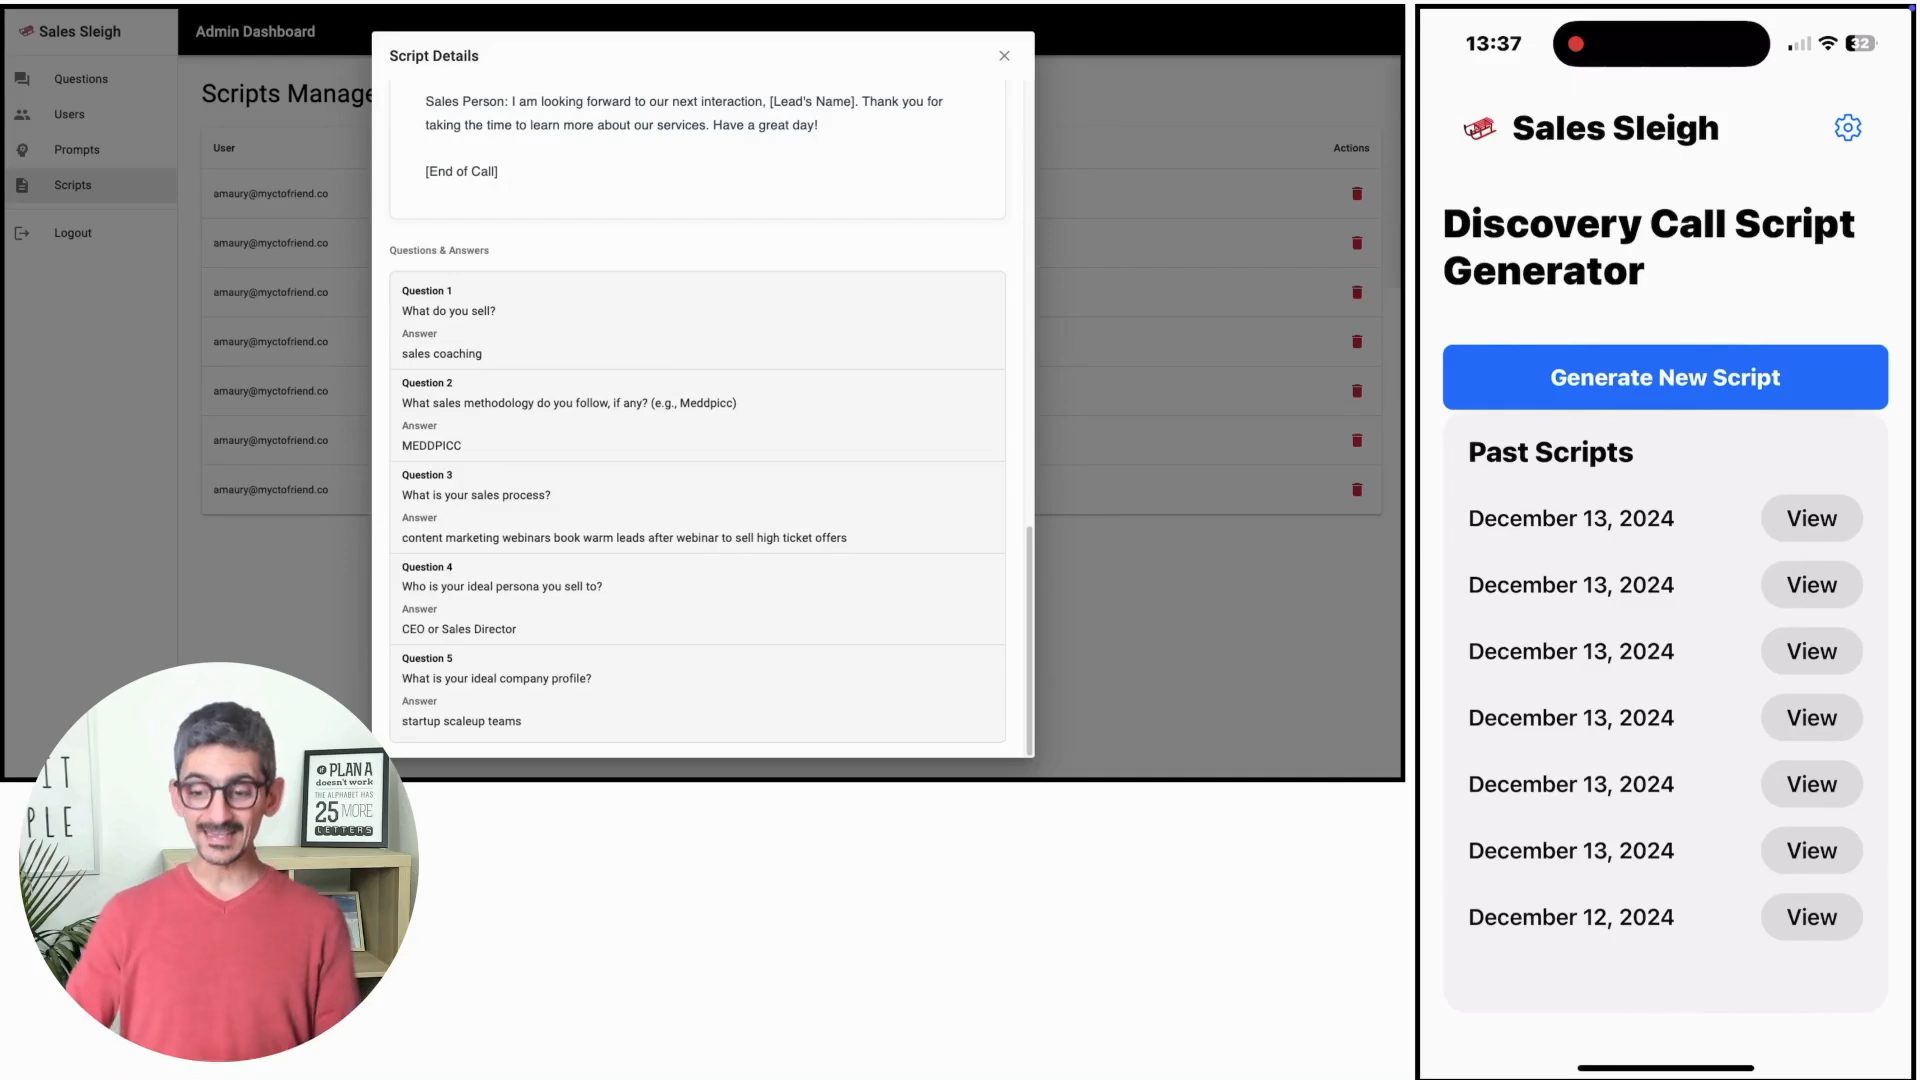 Sales Sleigh
Questions
Users
Prompts
Scripts
Logout
Admin Dashboard
Scripts Manage
User
Actions
amaury@myctofriend.co
amaury@myctofriend.co
amaury@myctofriend.co
amaury@myctofriend.co
amaury@myctofriend.co
amaury@myctofriend.co
amaury@myctofriend.co
Script Details
Sales Person: I am looking forward to our next interaction, [Lead's Name]. Thank you for
taking the time to learn more about our services. Have a great day!
[End of Call]
Questions & Answers
Question 1
What do you sell?
Answer
sales coaching
Question 2
What sales methodology do you follow, if any? (e.g., Meddpicc)
Answer
MEDDPICC
Question 3
What is your sales process?
Answer
content marketing webinars book warm leads after webinar to sell high ticket offers
Question 4
Who is your ideal persona you sell to?
Answer
CEO or Sales Director
Question 5
What is your ideal company profile?
Answer
startup scaleup teams
IT
PLE
IF PLAN A
doesn't work
THE ALPHABET HAS
25 MORE
LETTERS
13:37
32
Sales Sleigh
Discovery Call Script
Generator
Generate New Script
Past Scripts
December 13, 2024 View
December 13, 2024 View
December 13, 2024 View
December 13, 2024 View
December 13, 2024 View
December 13, 2024 View
December 12, 2024 View